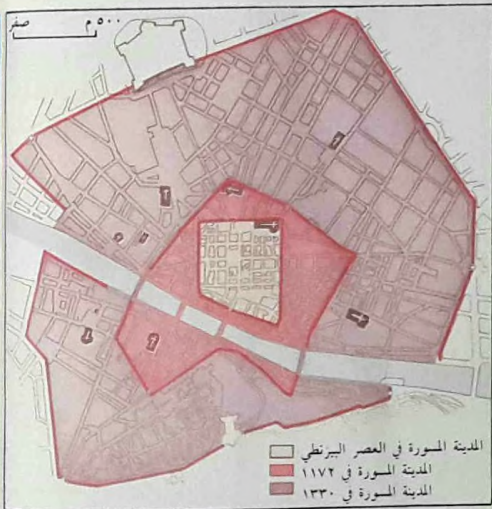 ٥٠٠ م صفر
المدينة المسورة في العصر البيزنطي
المدينة المسورة في ١١٧٢
المدينة المسورة في ١٣٣٠